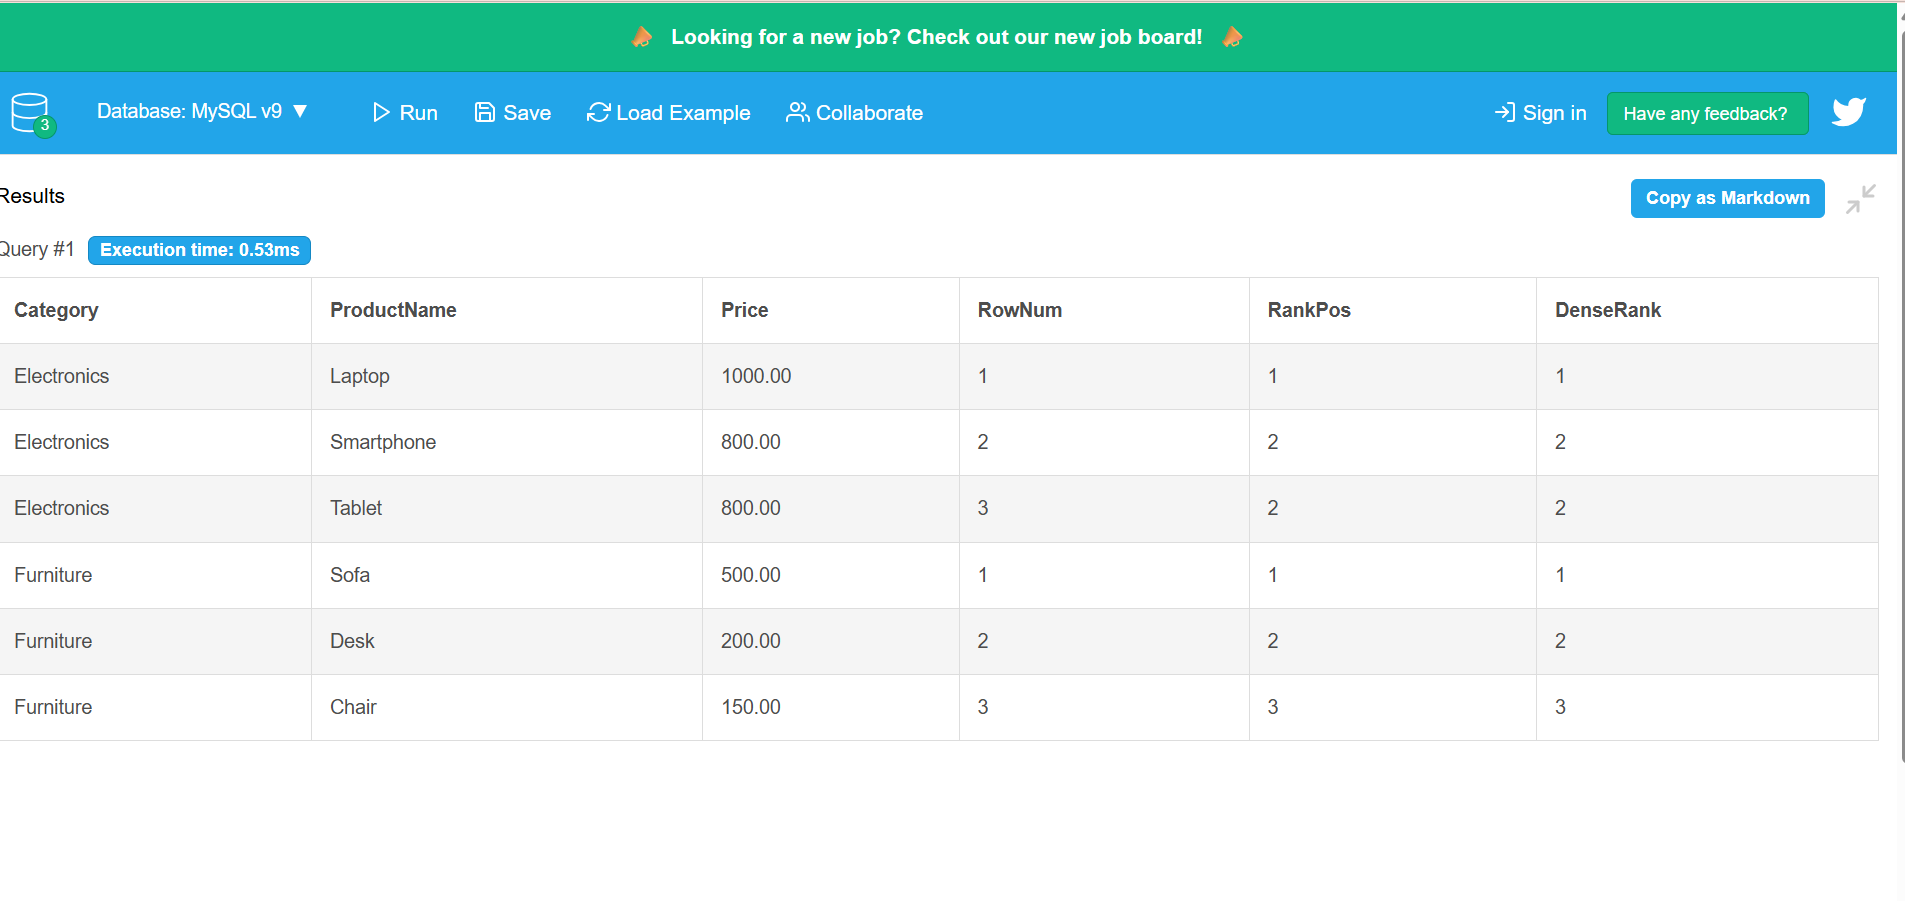 Looking for a new job? Check out our new job board!
3 Database: MySQL v9 ▼ Run Save Load Example Collaborate Sign in Have any feedback?
Results Copy as Markdown
Query #1 Execution time: 0.53ms
Category ProductName Price RowNum RankPos DenseRank
Electronics Laptop 1000.00 1 1 1
Electronics Smartphone 800.00 2 2 2
Electronics Tablet 800.00 3 2 2
Furniture Sofa 500.00 1 1 1
Furniture Desk 200.00 2 2 2
Furniture Chair 150.00 3 3 3